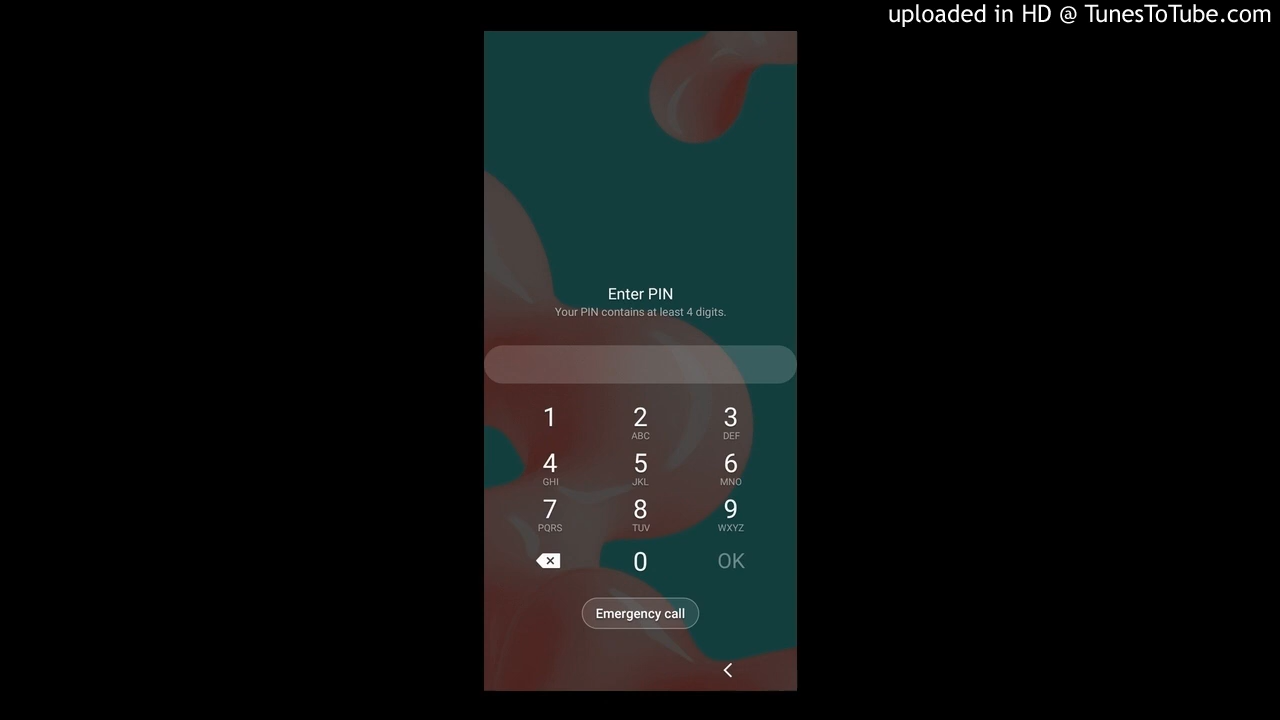 uploaded in HD @ TunesToTube.com
Enter PIN
Your PIN contains at least 4 digits.
1 2 3
ABC DEF
4 5 6
GHI JKL MNO
7 8 9
PQRS TUV WXYZ
0 OK
Emergency call